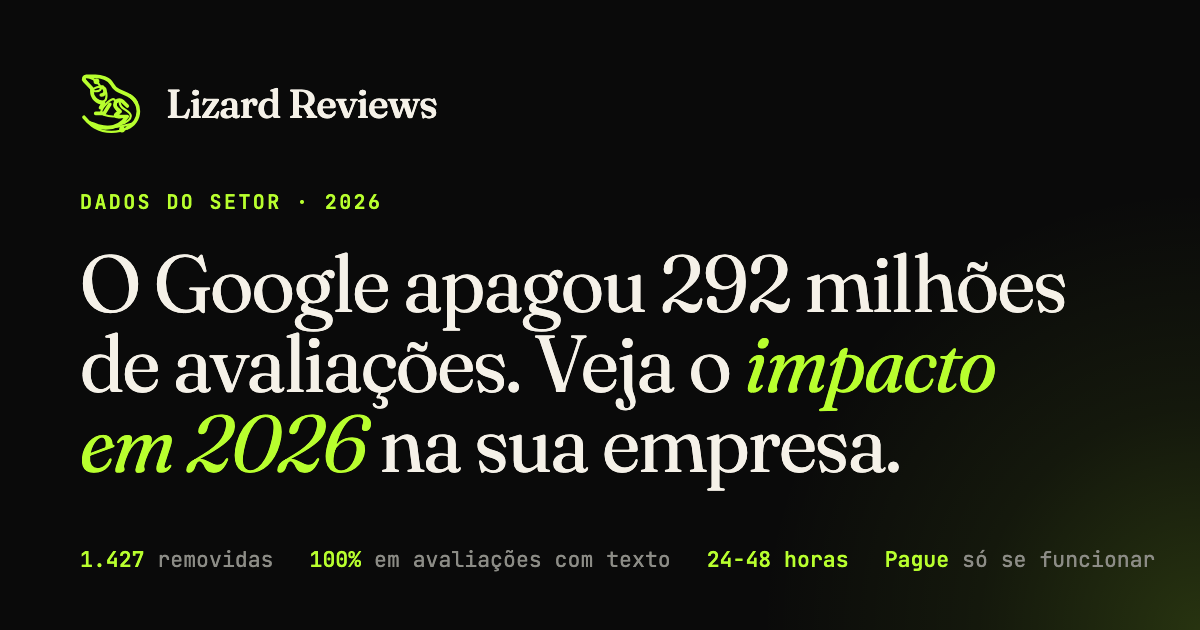 Lizard Reviews
DADOS DO SETOR · 2026
O Google apagou 292 milhões
de avaliações. Veja o impacto
em 2026 na sua empresa.
1.427 removidas 100% em avaliações com texto 24-48 horas Pague só se funcionar